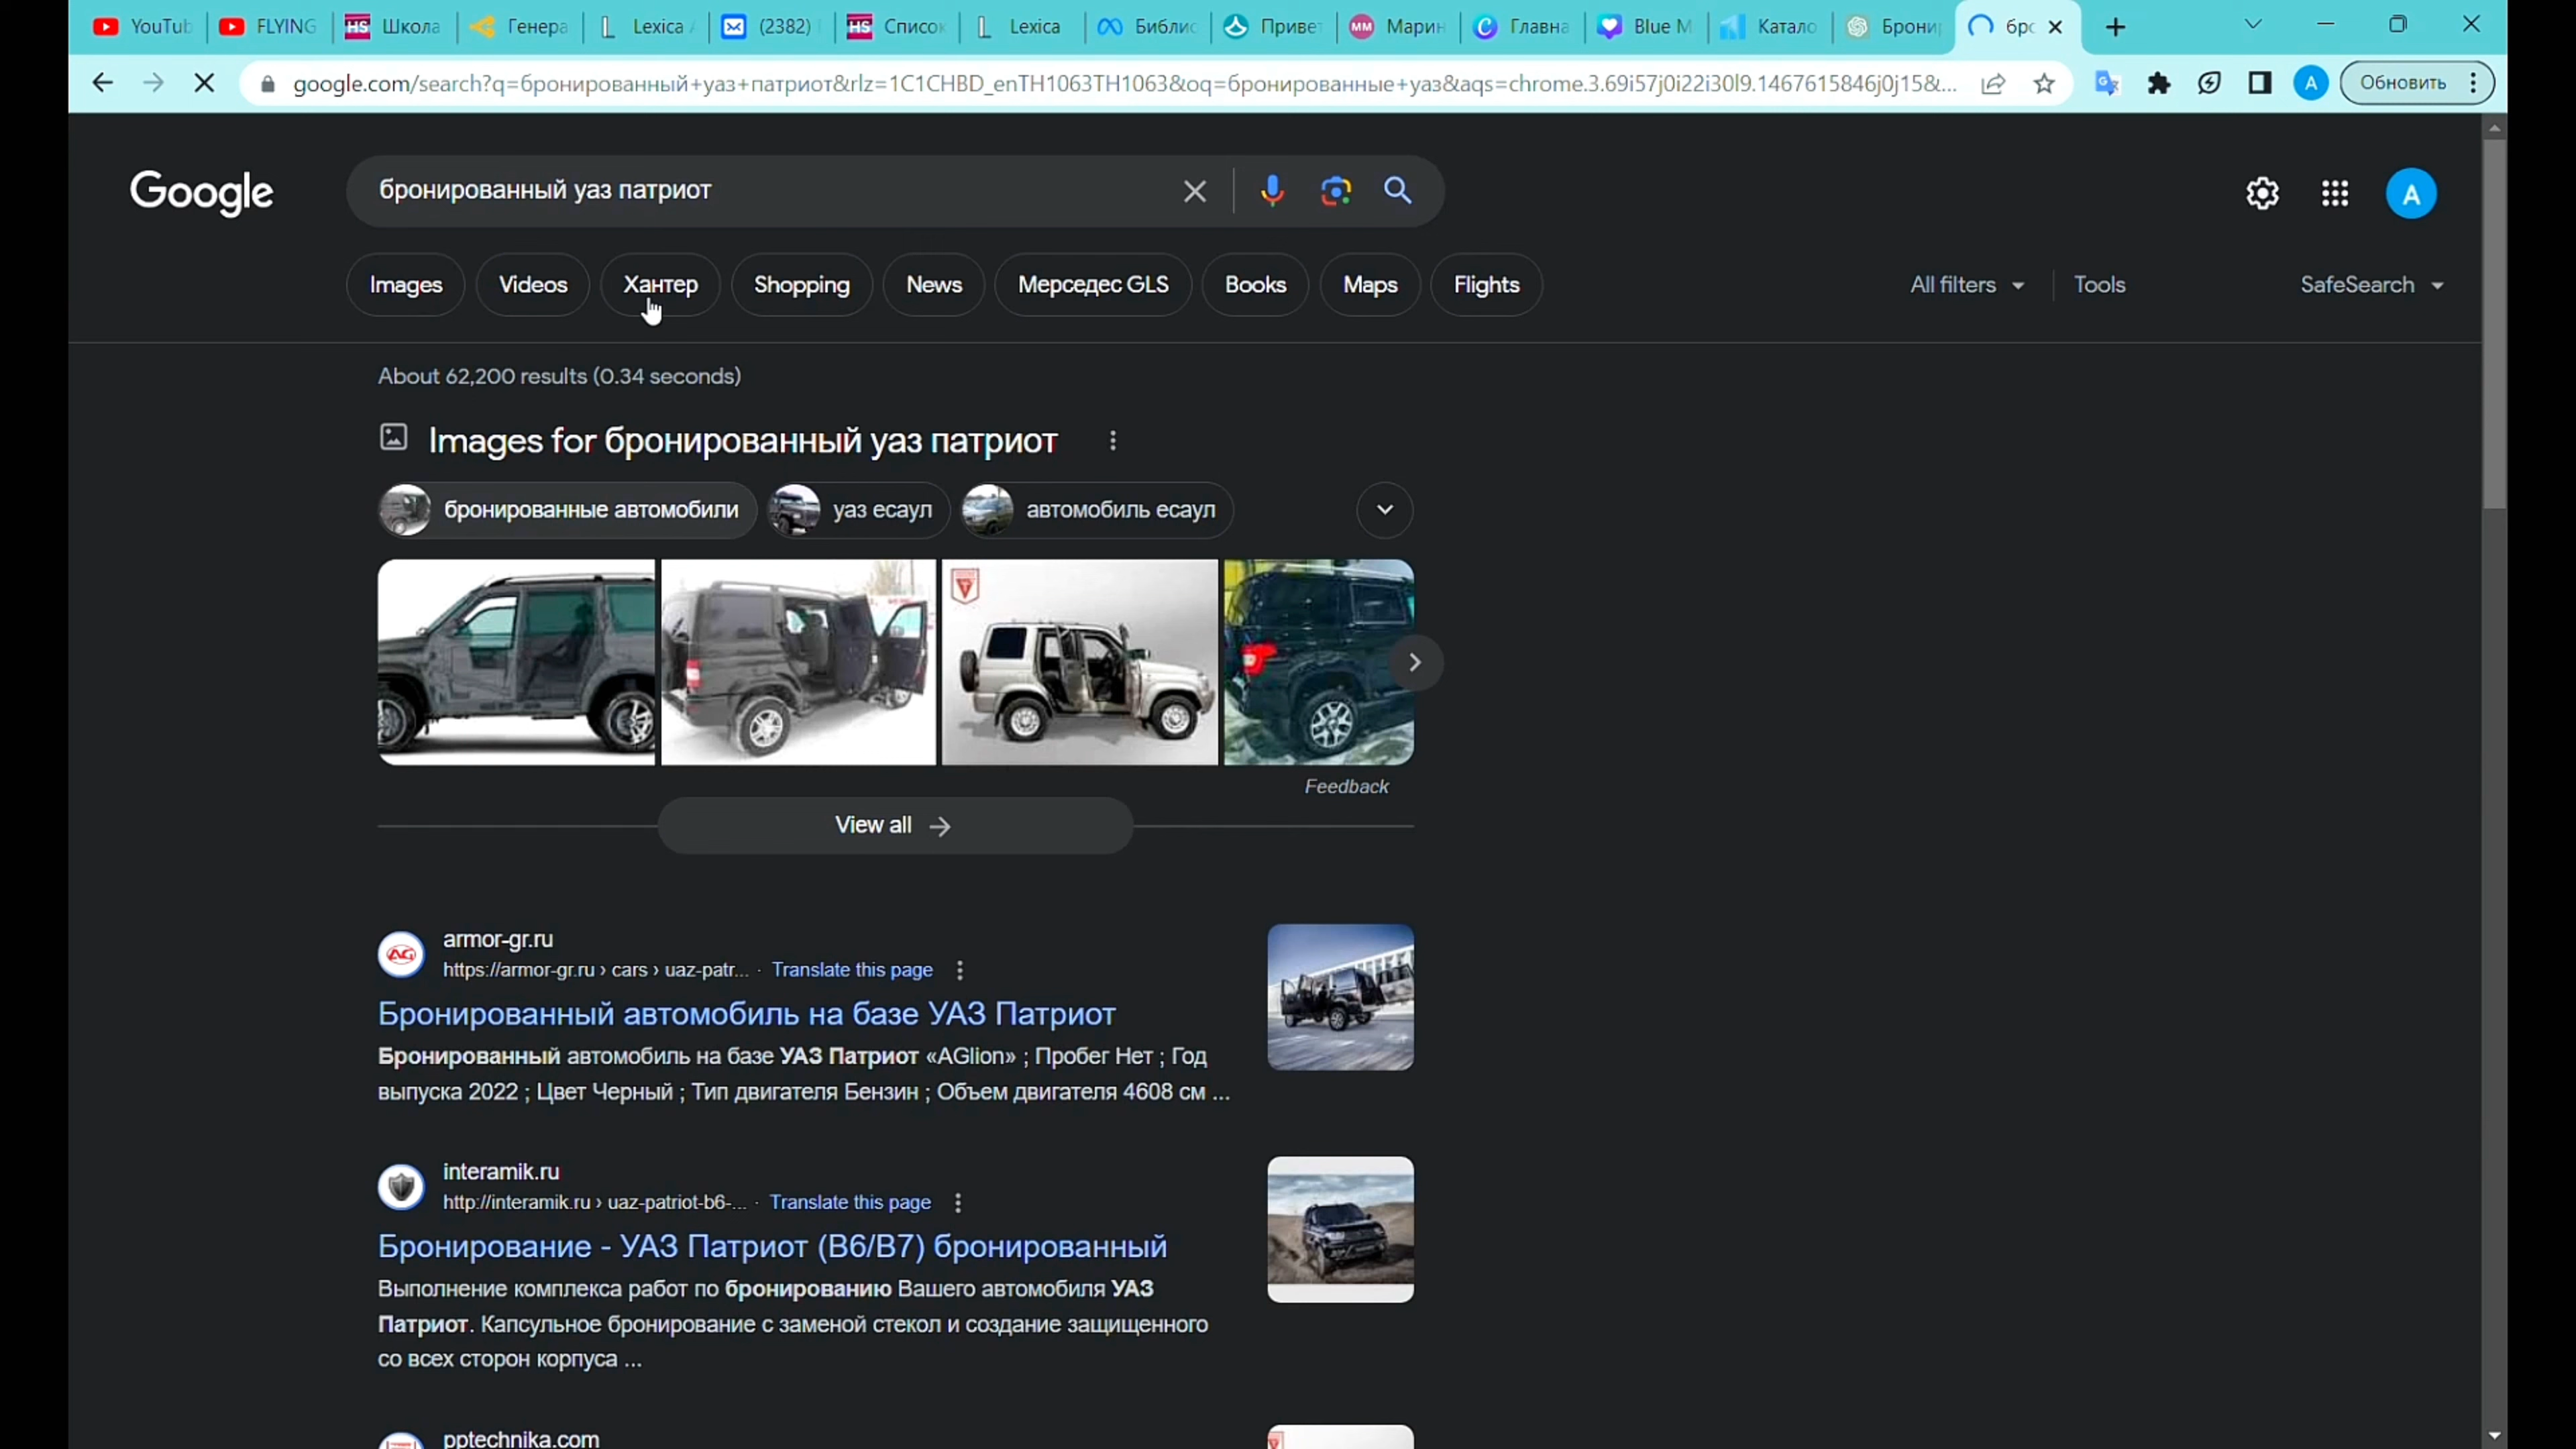 YouTub FLYING Школа Генера Lexica (2382) Список Lexica Библис Привет Марин Главна Blue M Катало Брониј брс
google.com/search?q=бронированный+уаз+патриот&rlz=1C1CHBD_enTH1063TH1063&oq=бронированные+уаз&aqs=chrome.3.69i57j0i22i30l9.1467615846j0j15&... A Обновить
Google бронированный уаз патриот A
Images Videos Хантер Shopping News Мерседес GLS Books Maps Flights All filters Tools SafeSearch
About 62,200 results (0.34 seconds)
Images for бронированный уаз патриот
бронированные автомобили уаз есаул автомобиль есаул
Feedback
View all
armor-gr.ru
https://armor-gr.ru › cars › uaz-patr... · Translate this page
Бронированный автомобиль на базе УАЗ Патриот
Бронированный автомобиль на базе УАЗ Патриот «AGlion» ; Пробег Нет ; Год
выпуска 2022 ; Цвет Черный ; Тип двигателя Бензин ; Объем двигателя 4608 см ...
interamik.ru
http://interamik.ru › uaz-patriot-b6-... · Translate this page
Бронирование - УАЗ Патриот (B6/B7) бронированный
Выполнение комплекса работ по бронированию Вашего автомобиля УАЗ
Патриот. Капсульное бронирование с заменой стекол и создание защищенного
со всех сторон корпуса ...
pptechnika.com